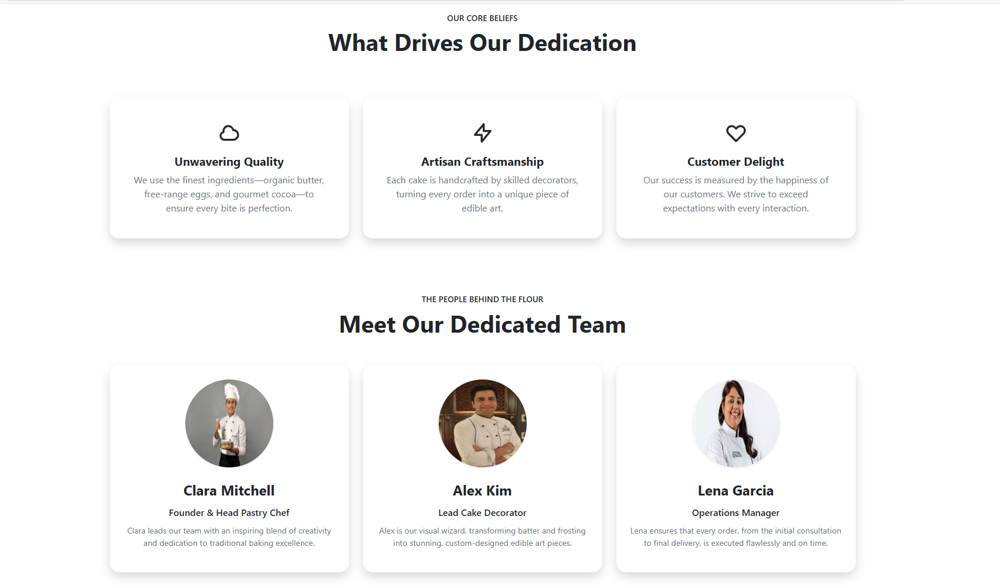 OUR CORE BELIEFS
What Drives Our Dedication
Unwavering Quality
We use the finest ingredients—organic butter,
free-range eggs, and gourmet cocoa—to
ensure every bite is perfection.
Artisan Craftsmanship
Each cake is handcrafted by skilled decorators,
turning every order into a unique piece of
edible art.
Customer Delight
Our success is measured by the happiness of
our customers. We strive to exceed
expectations with every interaction.
THE PEOPLE BEHIND THE FLOUR
Meet Our Dedicated Team
Clara Mitchell
Founder & Head Pastry Chef
Clara leads our team with an inspiring blend of creativity
and dedication to traditional baking excellence.
Alex Kim
Lead Cake Decorator
Alex is our visual wizard, transforming batter and frosting
into stunning, custom-designed edible art pieces.
Lena Garcia
Operations Manager
Lena ensures that every order, from the initial consultation
to final delivery, is executed flawlessly and on time.